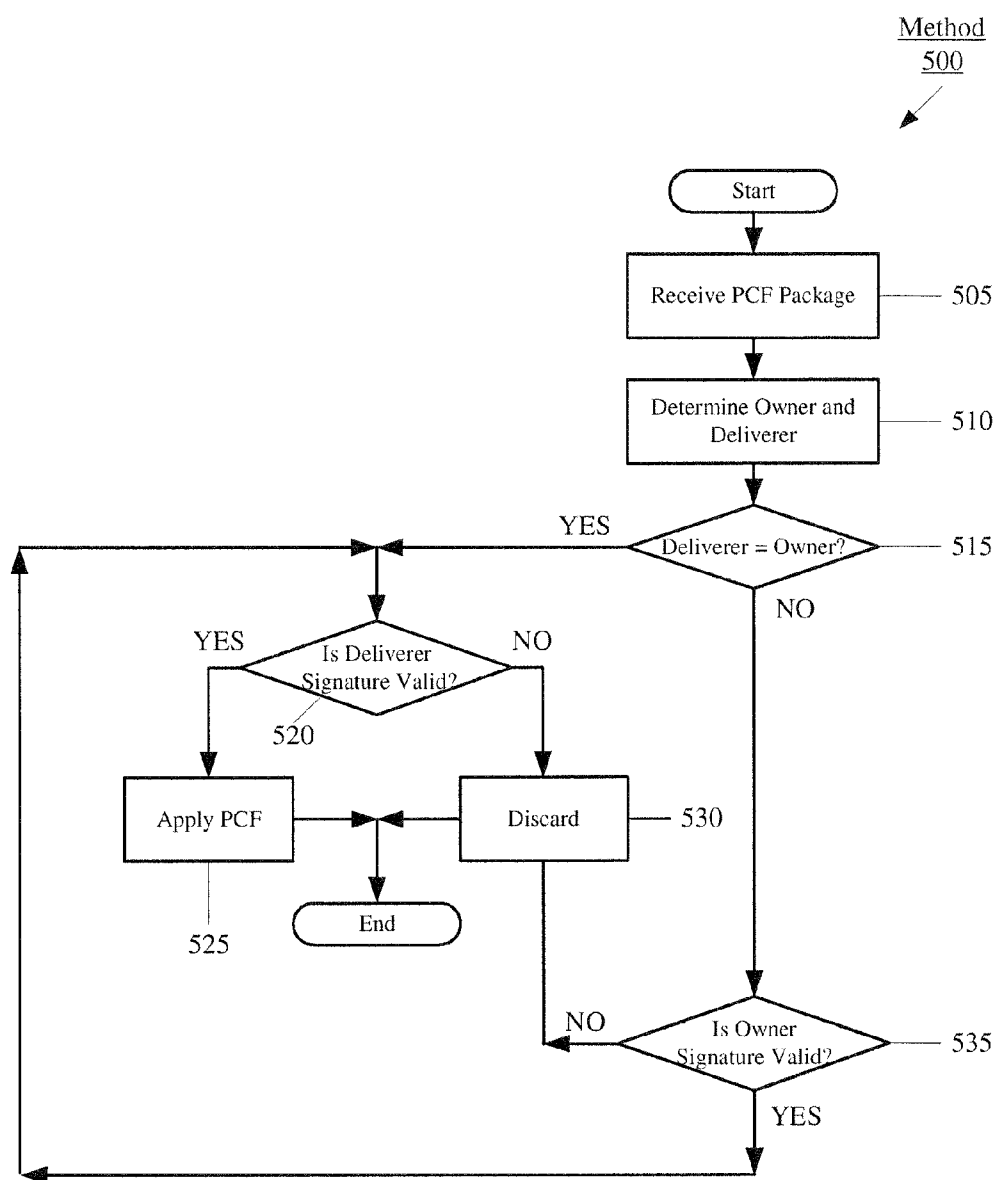 Method
500
Start
Receive PCF Package
505
Determine Owner and
Deliverer
510
YES
Deliverer = Owner?
515
NO
YES
NO
Is Deliverer
Signature Valid?
520
Apply PCF
Discard
530
525
End
NO
Is Owner
Signature Valid?
535
YES